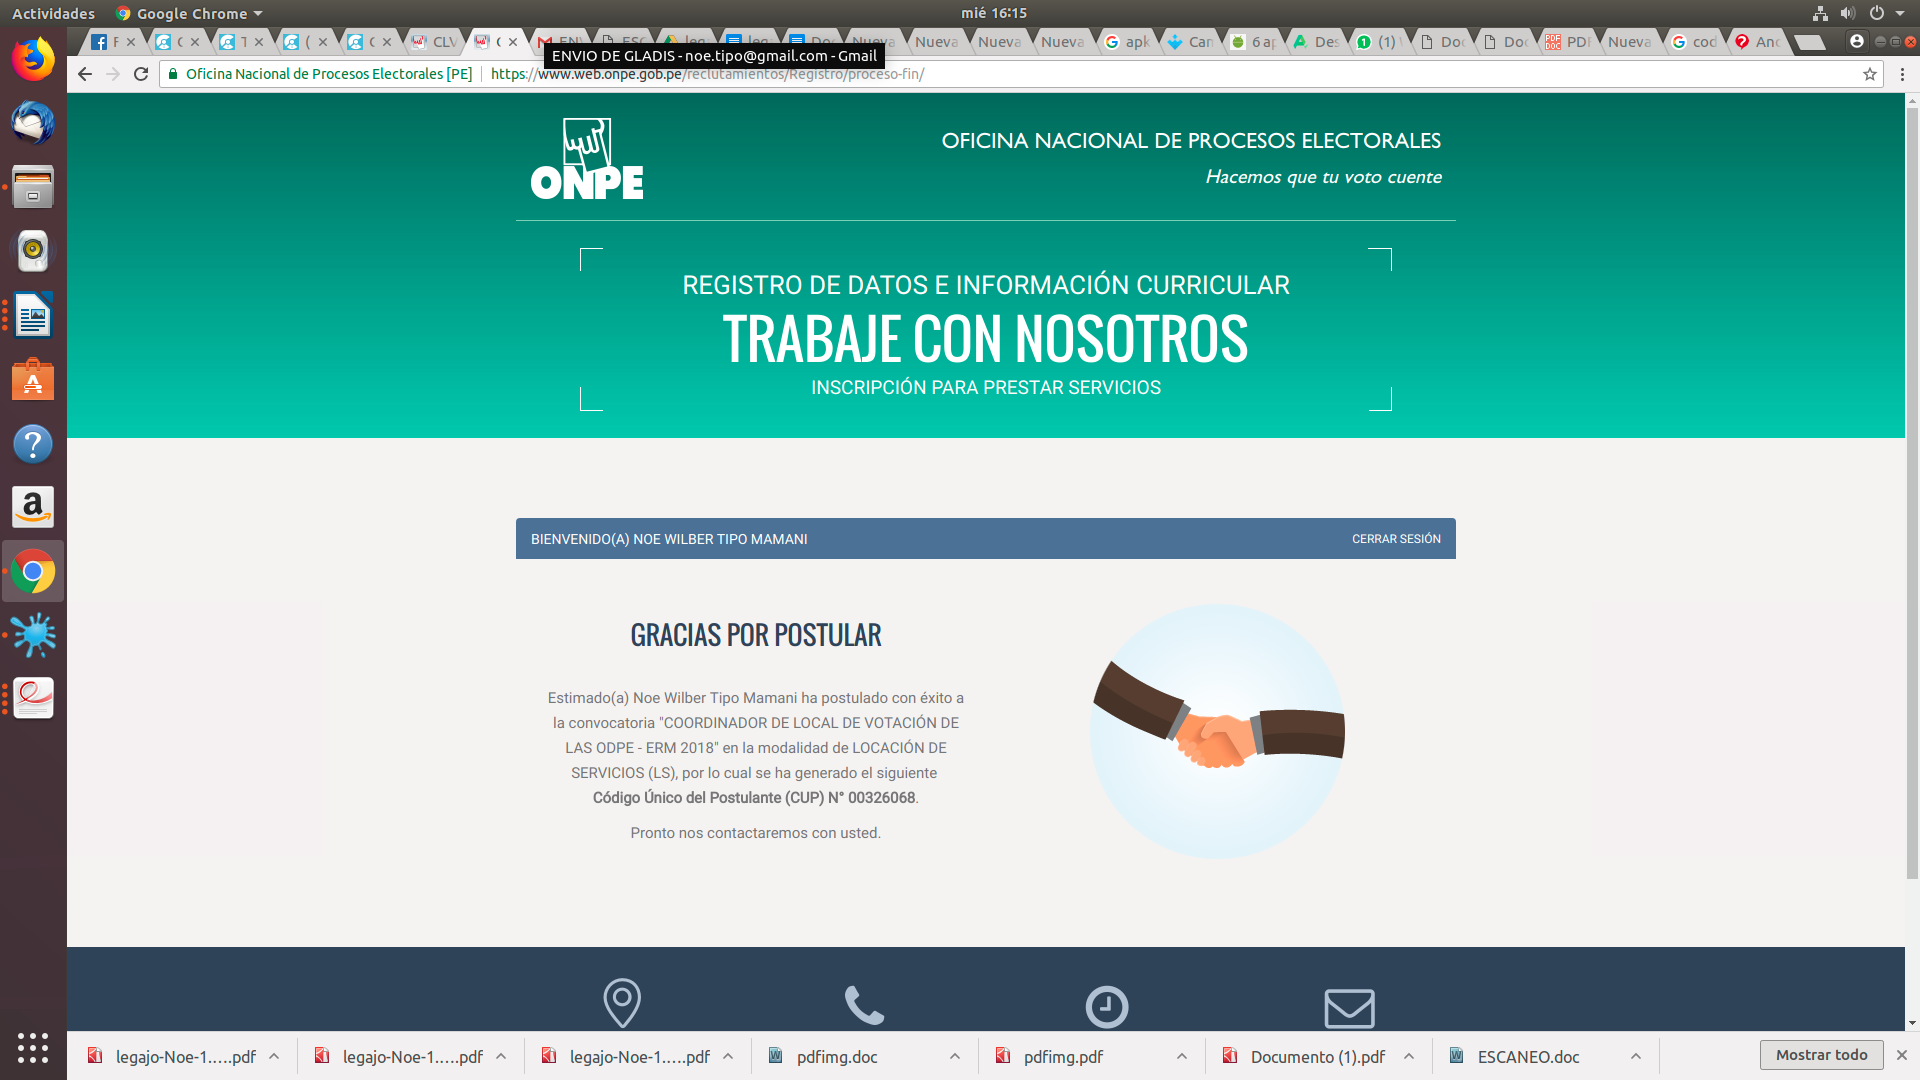 Actividades
Google Chrome
mié 16:15
CLV
ENV
ESC
lega
lega
Doc
Nueva
Nueva
Nueva
Nueva
apk
Can
6 ap
Des
(1)
Doc
Doc
PDF
Nueva
cod
And
ENVIO DE GLADIS - noe.tipo@gmail.com - Gmail
Oficina Nacional de Procesos Electorales [PE]
https://www.web.onpe.gob.pe/reclutamientos/Registro/proceso-fin/
ONPE
OFICINA NACIONAL DE PROCESOS ELECTORALES
Hacemos que tu voto cuente
REGISTRO DE DATOS E INFORMACIÓN CURRICULAR
TRABAJE CON NOSOTROS
INSCRIPCIÓN PARA PRESTAR SERVICIOS
BIENVENIDO(A) NOE WILBER TIPO MAMANI
CERRAR SESIÓN
GRACIAS POR POSTULAR
Estimado(a) Noe Wilber Tipo Mamani ha postulado con éxito a
la convocatoria "COORDINADOR DE LOCAL DE VOTACIÓN DE
LAS ODPE - ERM 2018" en la modalidad de LOCACIÓN DE
SERVICIOS (LS), por lo cual se ha generado el siguiente
Código Único del Postulante (CUP) N° 00326068.
Pronto nos contactaremos con usted.
legajo-Noe-1.….pdf
legajo-Noe-1.….pdf
legajo-Noe-1.….pdf
pdfimg.doc
pdfimg.pdf
Documento (1).pdf
ESCANEO.doc
Mostrar todo